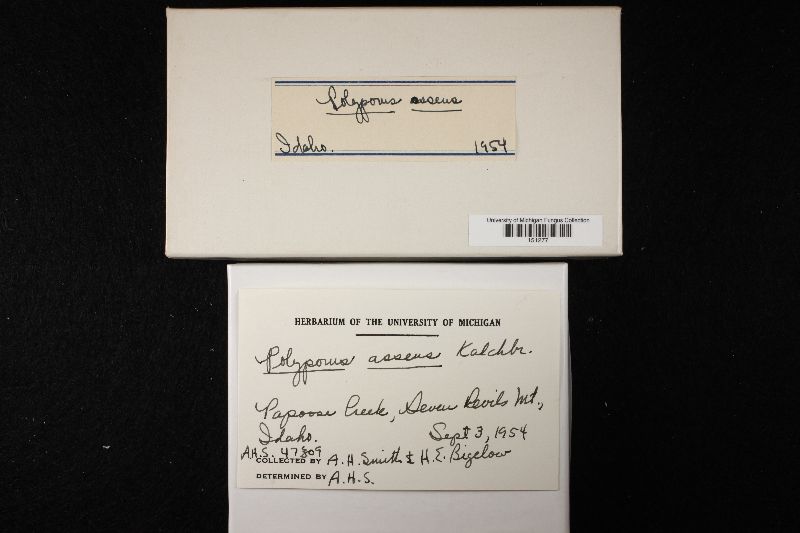 Polyporus osseus
Idaho. 1954
University of Michigan Fungus Collection
151277
HERBARIUM OF THE UNIVERSITY OF MICHIGAN
Polyporus osseus Kalchbr.
Papoose Creek, Seven Devils Mt.,
Idaho. Sept 3, 1954
A.H.S. 47809
COLLECTED BY A.H. Smith & H.E. Bigelow
DETERMINED BY A.H.S.